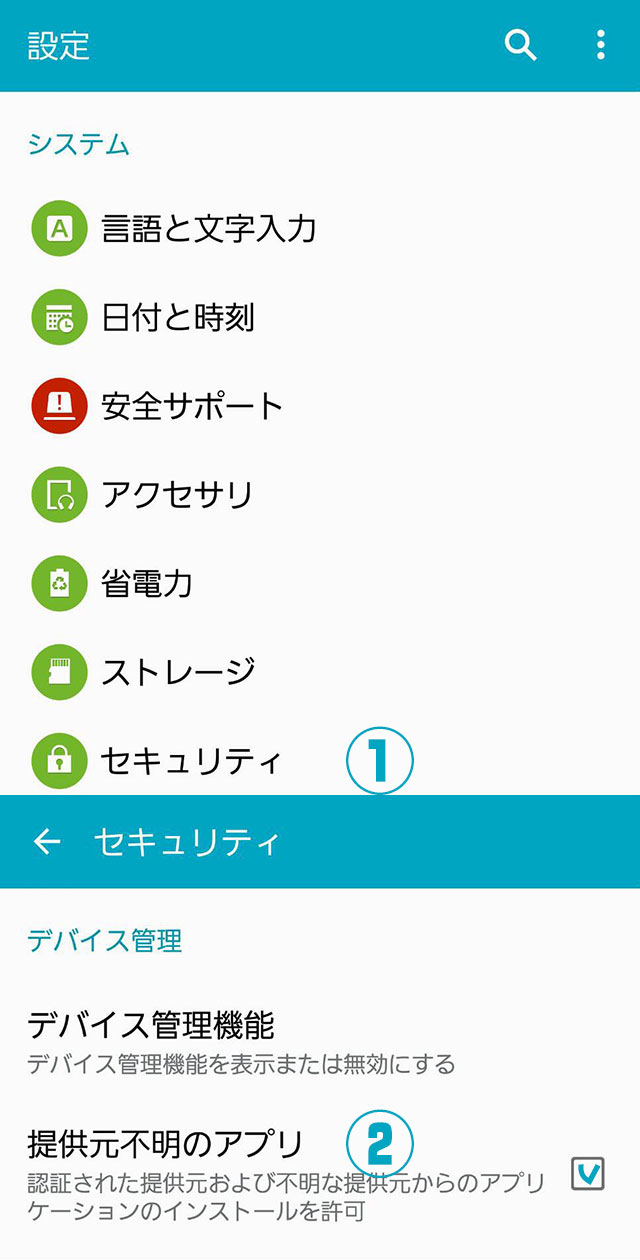 設定
システム
A 言語と文字入力
日付と時刻
安全サポート
アクセサリ
省電力
ストレージ
セキュリティ 1
セキュリティ
デバイス管理
デバイス管理機能
デバイス管理機能を表示または無効にする
提供元不明のアプリ 2
認証された提供元および不明な提供元からのアプリ
ケーションのインストールを許可